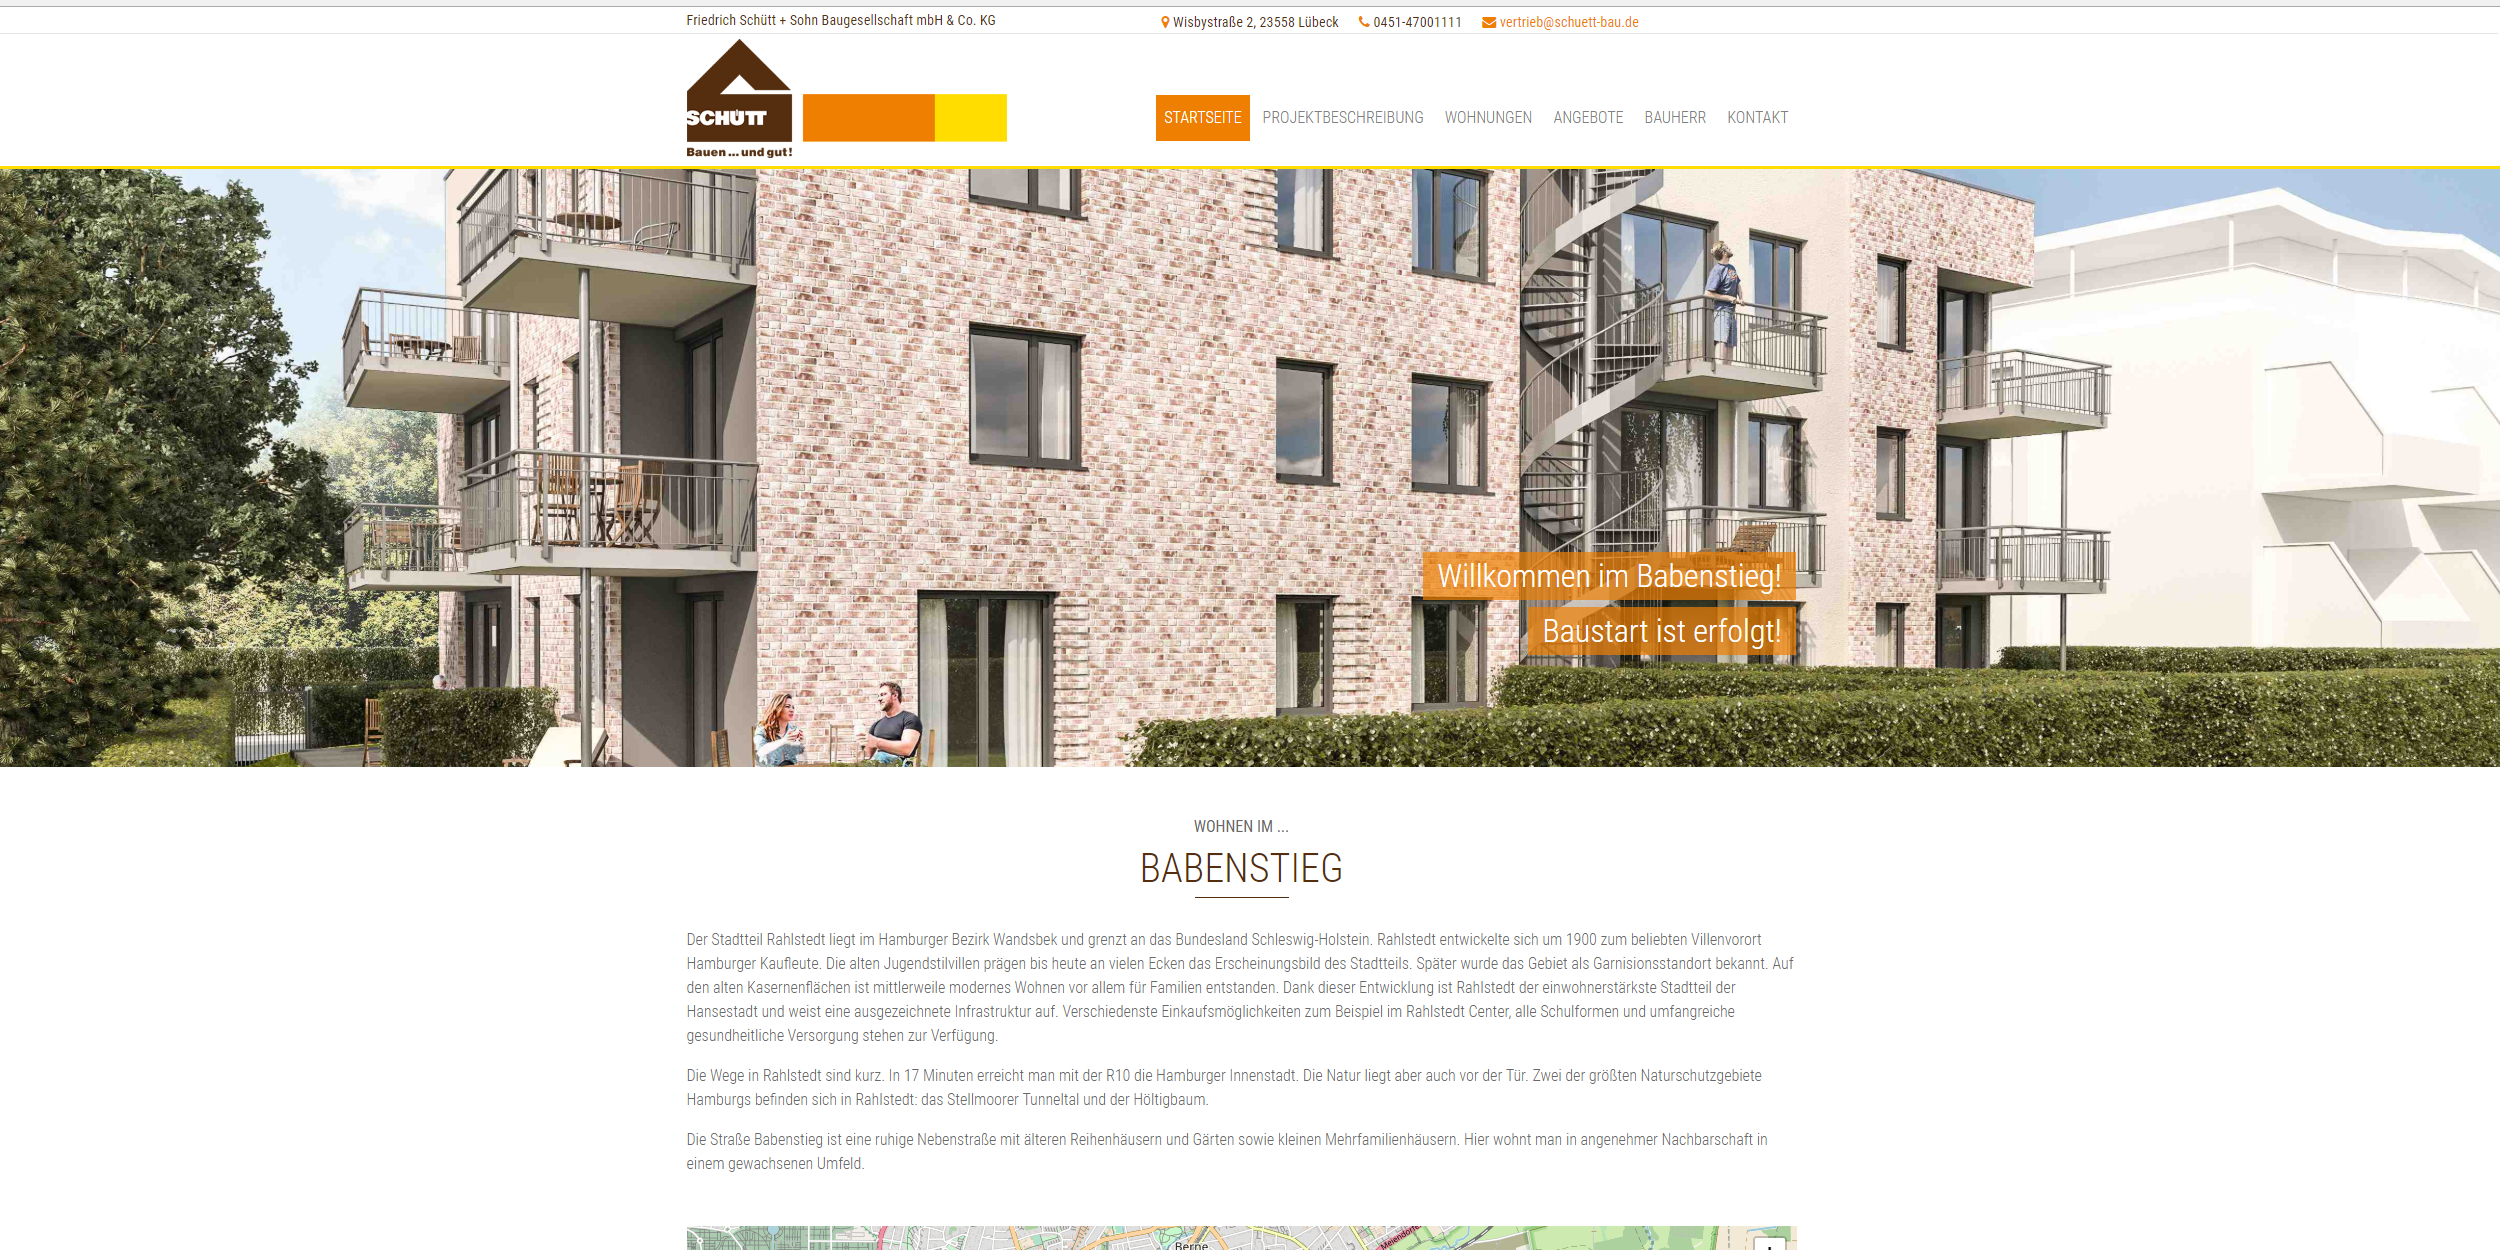 Friedrich Schütt + Sohn Baugesellschaft mbH & Co. KG
Wisbystraße 2, 23558 Lübeck 0451-47001111 vertrieb@schuett-bau.de
SCHÜTT
Bauen ... und gut!
STARTSEITE PROJEKTBESCHREIBUNG WOHNUNGEN ANGEBOTE BAUHERR KONTAKT
Willkommen im Babenstieg!
Baustart ist erfolgt!
WOHNEN IM ...
BABENSTIEG
Der Stadtteil Rahlstedt liegt im Hamburger Bezirk Wandsbek und grenzt an das Bundesland Schleswig-Holstein. Rahlstedt entwickelte sich um 1900 zum beliebten Villenvorort
Hamburger Kaufleute. Die alten Jugendstilvillen prägen bis heute an vielen Ecken das Erscheinungsbild des Stadtteils. Später wurde das Gebiet als Garnisionsstandort bekannt. Auf
den alten Kasernenflächen ist mittlerweile modernes Wohnen vor allem für Familien entstanden. Dank dieser Entwicklung ist Rahlstedt der einwohnerstärkste Stadtteil der
Hansestadt und weist eine ausgezeichnete Infrastruktur auf. Verschiedenste Einkaufsmöglichkeiten zum Beispiel im Rahlstedt Center, alle Schulformen und umfangreiche
gesundheitliche Versorgung stehen zur Verfügung.
Die Wege in Rahlstedt sind kurz. In 17 Minuten erreicht man mit der R10 die Hamburger Innenstadt. Die Natur liegt aber auch vor der Tür. Zwei der größten Naturschutzgebiete
Hamburgs befinden sich in Rahlstedt: das Stellmoorer Tunneltal und der Höltigbaum.
Die Straße Babenstieg ist eine ruhige Nebenstraße mit älteren Reihenhäusern und Gärten sowie kleinen Mehrfamilienhäusern. Hier wohnt man in angenehmer Nachbarschaft in
einem gewachsenen Umfeld.
Berne